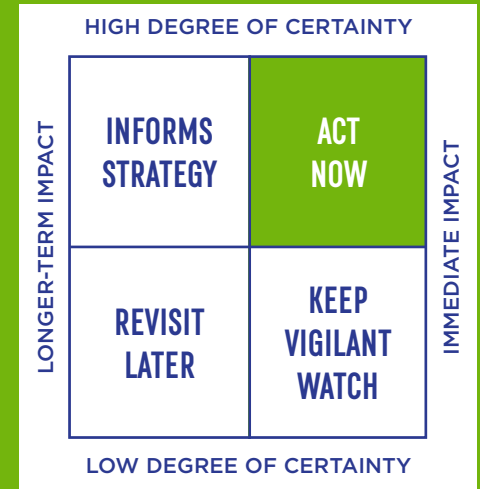 HIGH DEGREE OF CERTAINTY
LONGER-TERM IMPACT
INFORMS
STRATEGY
ACT
NOW
IMMEDIATE IMPACT
REVISIT
LATER
KEEP
VIGILANT
WATCH
LOW DEGREE OF CERTAINTY